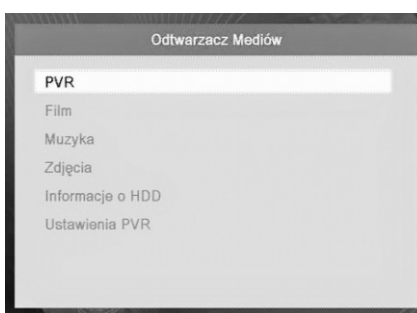 Odtwarzacz Mediów
PVR
Film
Muzyka
Zdjęcia
Informacje o HDD
Ustawienia PVR